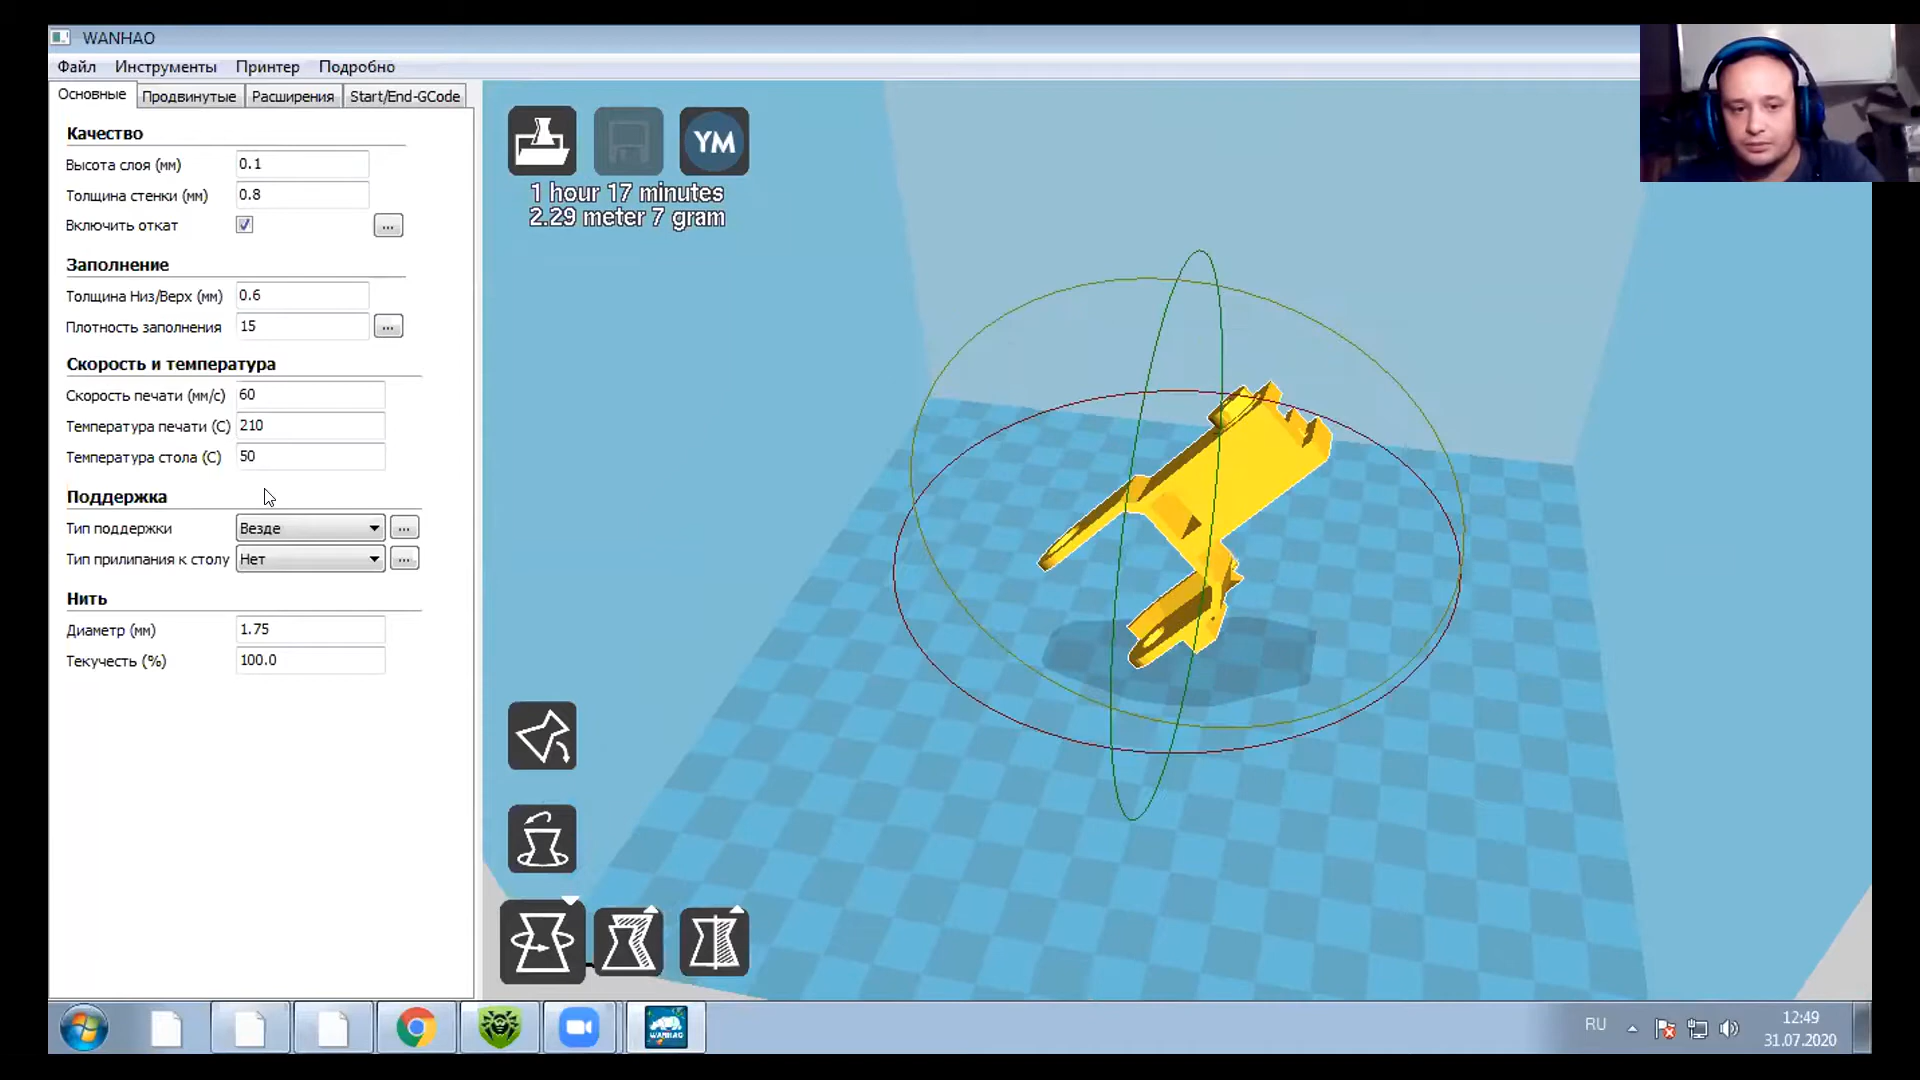 WANHAO
Файл Инструменты Принтер Подробно
Основные Продвинутые Расширения Start/End-GCode
Качество
Высота слоя (мм) 0.1
Толщина стенки (мм) 0.8
Включить откат ...
Заполнение
Толщина Низ/Верх (мм) 0.6
Плотность заполнения 15 ...
Скорость и температура
Скорость печати (мм/с) 60
Температура печати (C) 210
Температура стола (C) 50
Поддержка
Тип поддержки Везде ...
Тип прилипания к столу Нет ...
Нить
Диаметр (мм) 1.75
Текучесть (%) 100.0
YM
1 hour 17 minutes
2.29 meter 7 gram
WANHAO
RU
12:49
31.07.2020